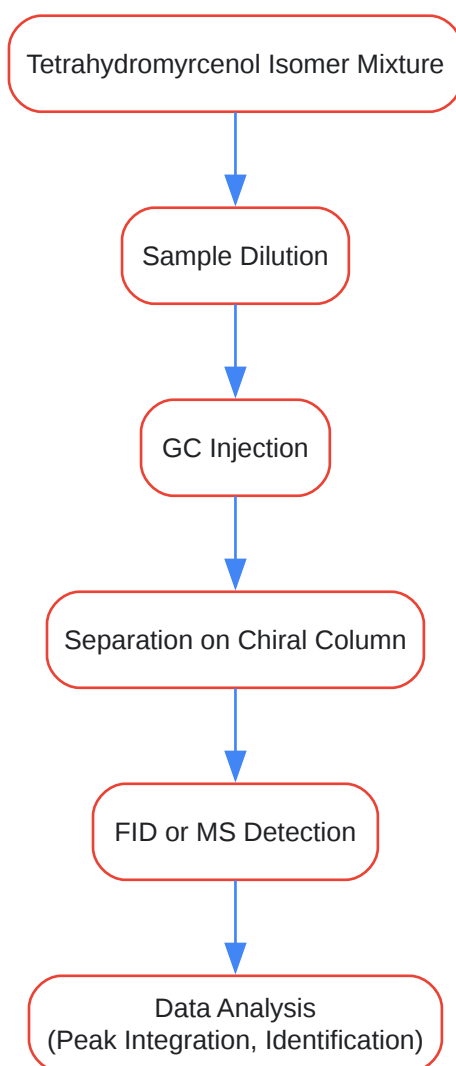 Tetrahydromyrcenol Isomer Mixture
Sample Dilution
GC Injection
Separation on Chiral Column
FID or MS Detection
Data Analysis
(Peak Integration, Identification)